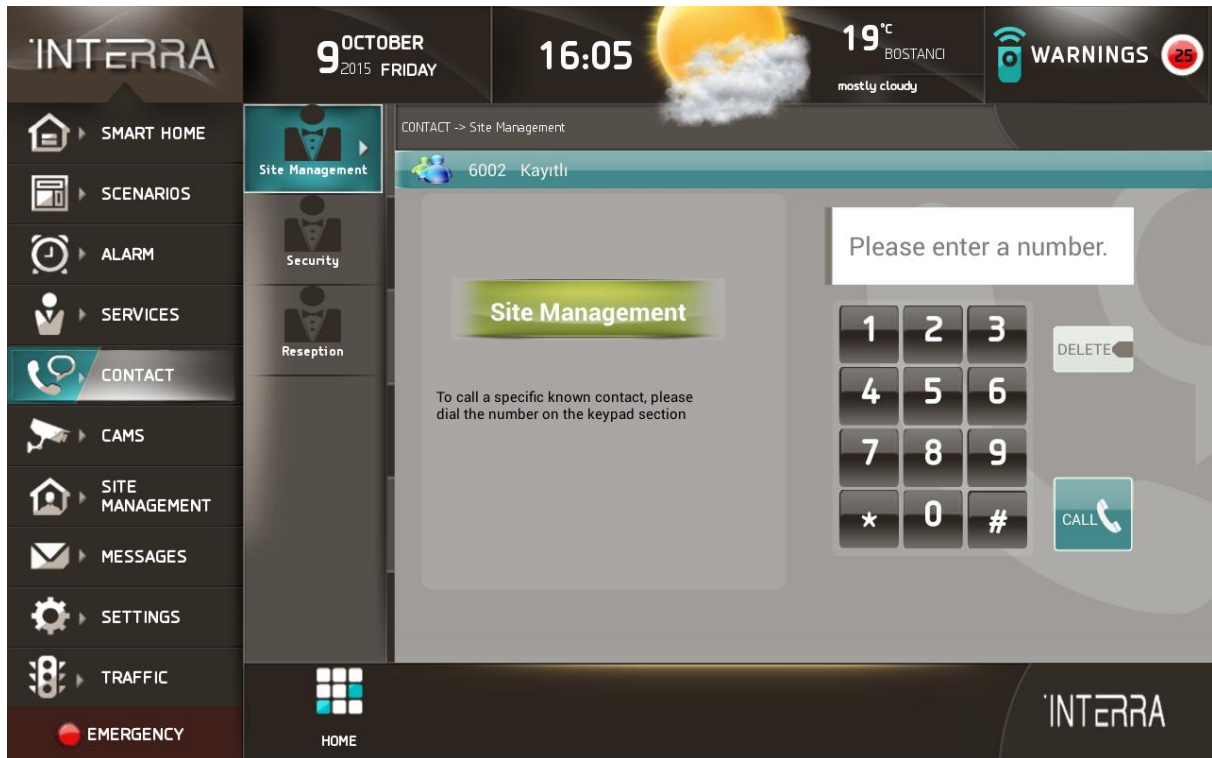 INTERRA
9 OCTOBER
2015 FRIDAY
16:05
19°C
BOSTANCI
mostly cloudy
WARNINGS 25
SMART HOME
SCENARIOS
ALARM
SERVICES
CONTACT
CAMS
SITE
MANAGEMENT
MESSAGES
SETTINGS
TRAFFIC
EMERGENCY
Site Management
Security
Reseption
CONTACT -> Site Management
6002 Kayıtlı
Site Management
To call a specific known contact, please
dial the number on the keypad section
Please enter a number.
1 2 3
DELETE
4 5 6
7 8 9
* 0 #
CALL
HOME
INTERRA